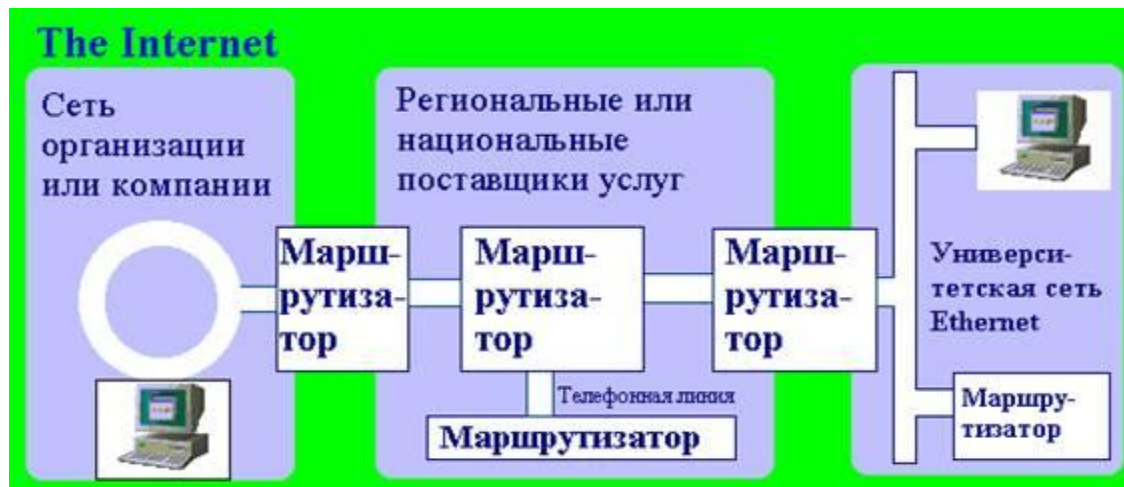 The Internet
Сеть
организации
или компании
Региональные или
национальные
поставщики услуг
Марш-
рутиза-
тор
Марш-
рутиза-
тор
Марш-
рутиза-
тор
Универси-
тетская сеть
Ethernet
Телефонная линия
Маршрутизатор
Маршру-
тизатор